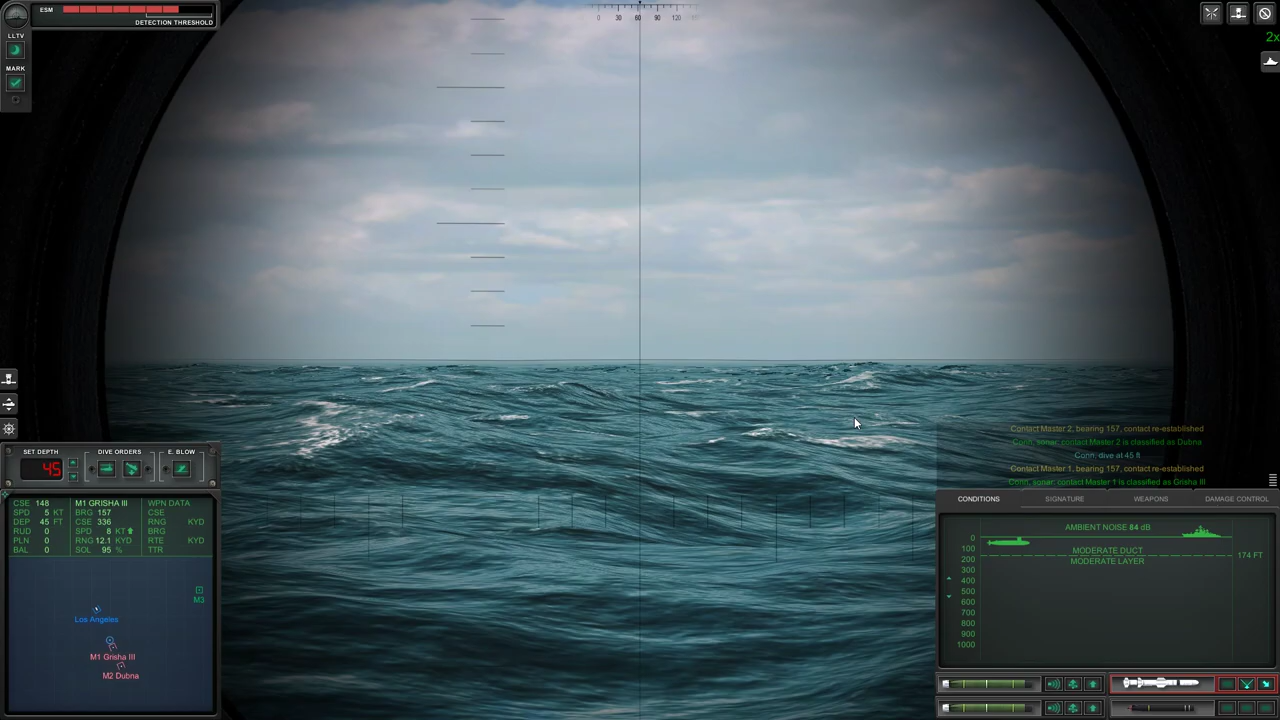 ESM
DETECTION THRESHOLD
LLTV
MARK
0 30 60 90 120
2x
Contact Master 2, bearing 157, contact re-established
Conn, sonar: contact Master 2 is classified as Dubna
Conn, dive at 45 ft
Contact Master 1, bearing 157, contact re-established
Conn, sonar: contact Master 1 is classified as Grisha III
SET DEPTH DIVE ORDERS E. BLOW
45
CSE 148 M1 GRISHA III WPN DATA
SPD 5 KT BRG 157 CSE
DEP 45 FT CSE 336 RNG KYD
RUD 0 SPD 8 KT BRG
PLN 0 RNG 12.1 KYD RTE KYD
BAL 0 SOL 95 % TTR
M3
Los Angeles
M1 Grisha III
M2 Dubna
CONDITIONS SIGNATURE WEAPONS DAMAGE CONTROL
AMBIENT NOISE 84 dB
0
100
200
300
400
500
600
700
800
900
1000
MODERATE DUCT
174 FT
MODERATE LAYER